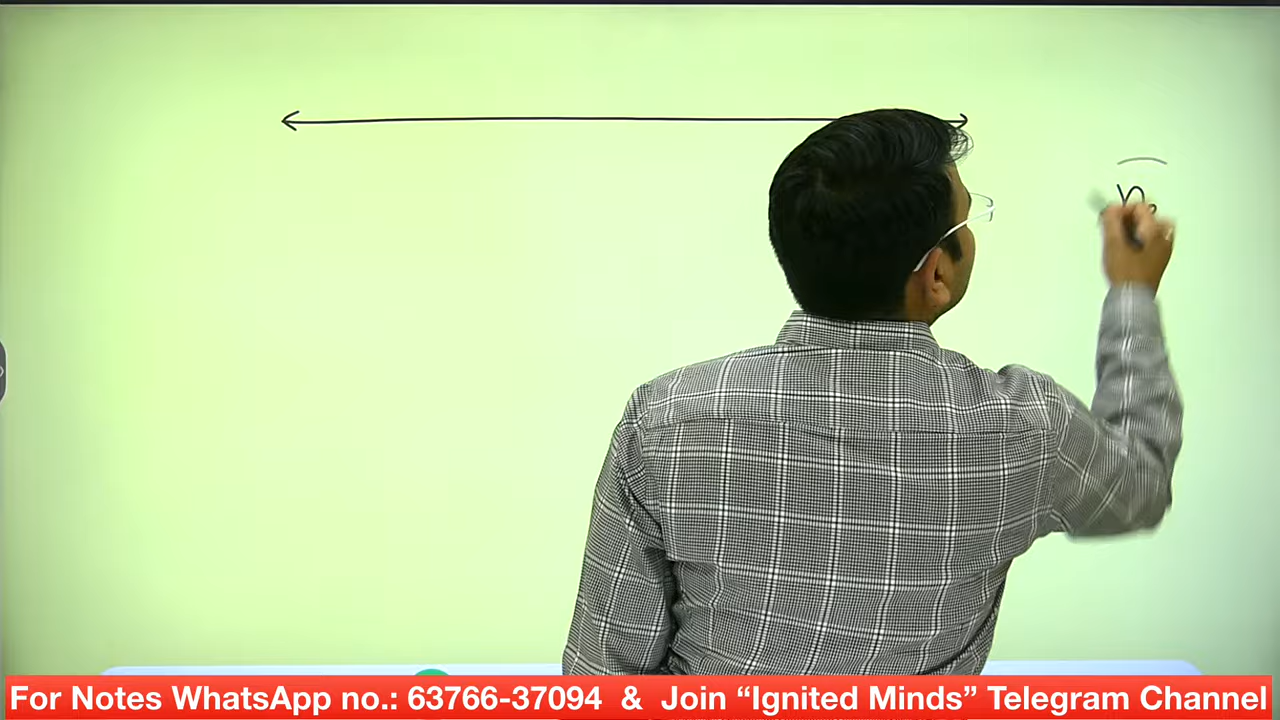 n
For Notes WhatsApp no.: 63766-37094 & Join “Ignited Minds” Telegram Channel